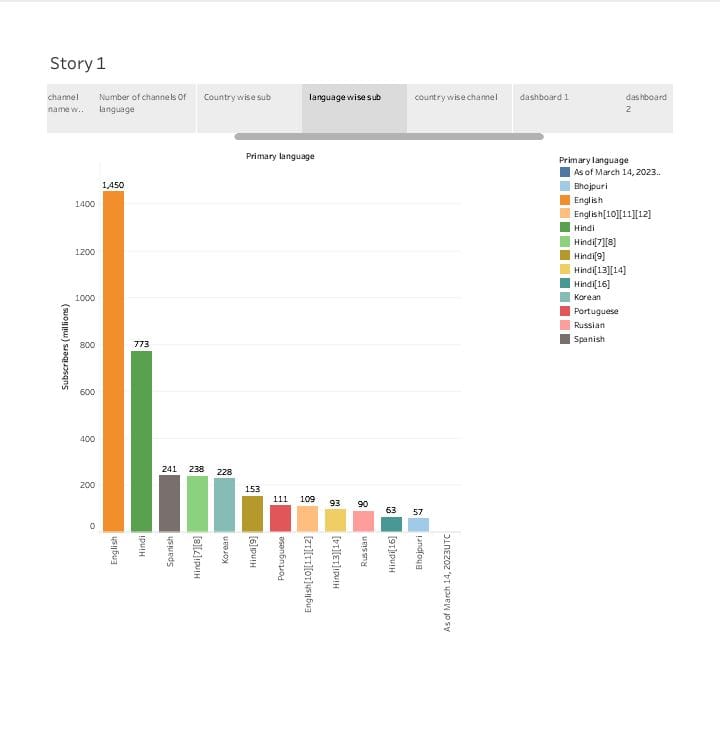 Story 1
channel
name w..
Number of channels Of
language
Country wise sub
language wise sub
country wise channel
dashboard 1
dashboard
2
Primary language
Subscribers (millions)
1400
1200
1000
800
600
400
200
0
1,450
773
241
238
228
153
111
109
93
90
63
57
English
Hindi
Spanish
Hindi[7][8]
Korean
Hindi[9]
Portuguese
English[10][11][12]
Hindi[13][14]
Russian
Hindi[16]
Bhojpuri
As of March 14, 2023UTC
Primary language
As of March 14, 2023..
Bhojpuri
English
English[10][11][12]
Hindi
Hindi[7][8]
Hindi[9]
Hindi[13][14]
Hindi[16]
Korean
Portuguese
Russian
Spanish